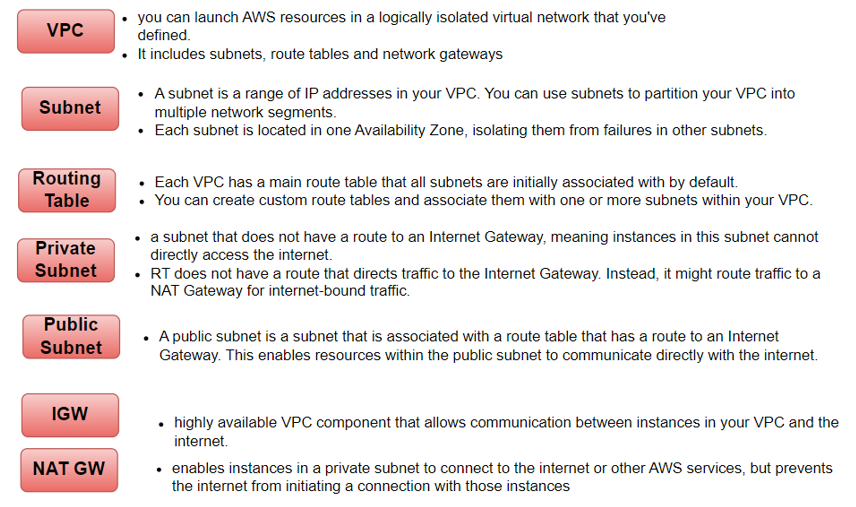 VPC
• you can launch AWS resources in a logically isolated virtual network that you've
defined.
• It includes subnets, route tables and network gateways
Subnet
• A subnet is a range of IP addresses in your VPC. You can use subnets to partition your VPC into
multiple network segments.
• Each subnet is located in one Availability Zone, isolating them from failures in other subnets.
Routing
Table
• Each VPC has a main route table that all subnets are initially associated with by default.
• You can create custom route tables and associate them with one or more subnets within your VPC.
Private
Subnet
• a subnet that does not have a route to an Internet Gateway, meaning instances in this subnet cannot
directly access the internet.
• RT does not have a route that directs traffic to the Internet Gateway. Instead, it might route traffic to a
NAT Gateway for internet-bound traffic.
Public
Subnet
• A public subnet is a subnet that is associated with a route table that has a route to an Internet
Gateway. This enables resources within the public subnet to communicate directly with the internet.
IGW
• highly available VPC component that allows communication between instances in your VPC and the
internet.
NAT GW
• enables instances in a private subnet to connect to the internet or other AWS services, but prevents
the internet from initiating a connection with those instances